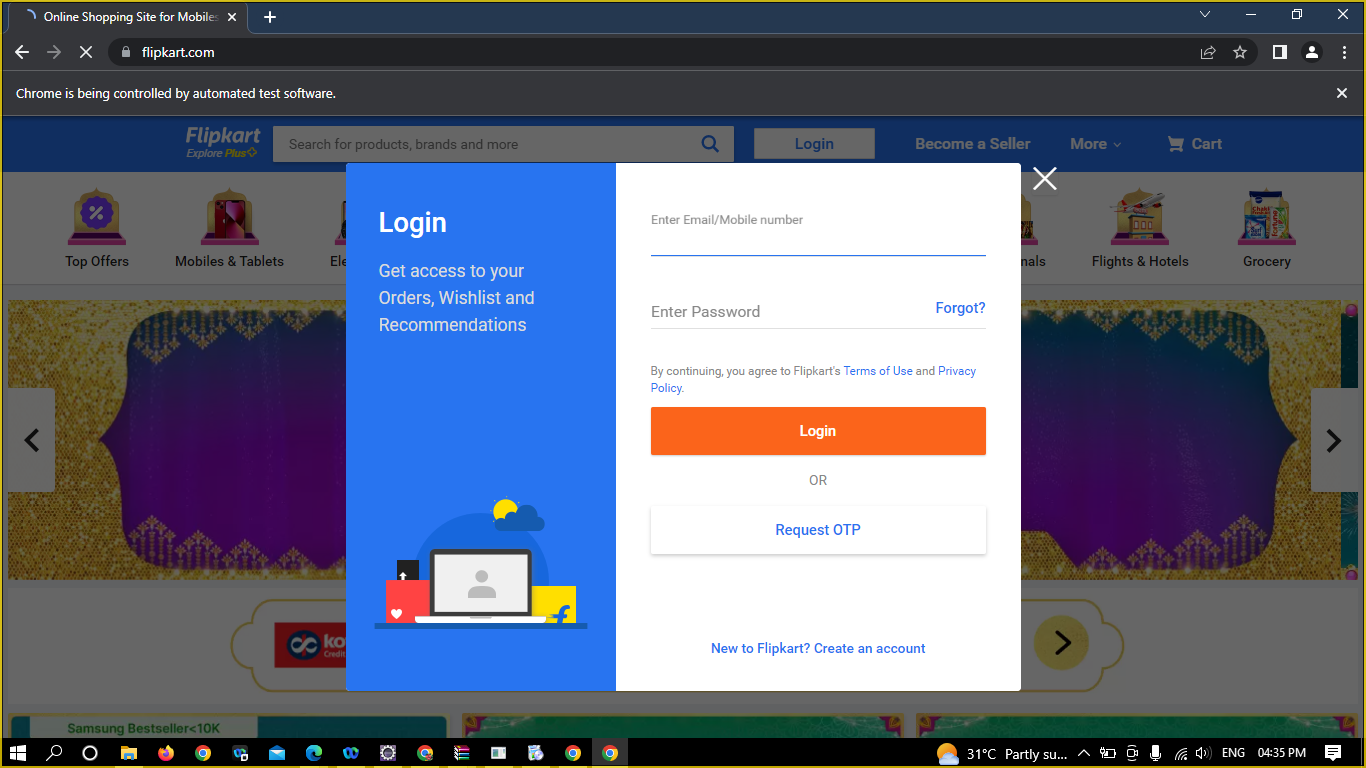 Online Shopping Site for Mobiles
flipkart.com
Chrome is being controlled by automated test software.
Flipkart
Explore Plus
Search for products, brands and more
Login
Become a Seller
More
Cart
Top Offers
Mobiles & Tablets
Ele
nals
Flights & Hotels
Grocery
Login
Get access to your
Orders, Wishlist and
Recommendations
Enter Email/Mobile number
Enter Password
Forgot?
By continuing, you agree to Flipkart's Terms of Use and Privacy
Policy.
Login
OR
Request OTP
New to Flipkart? Create an account
Samsung Bestseller<10K
31°C Partly su...
ENG
04:35 PM